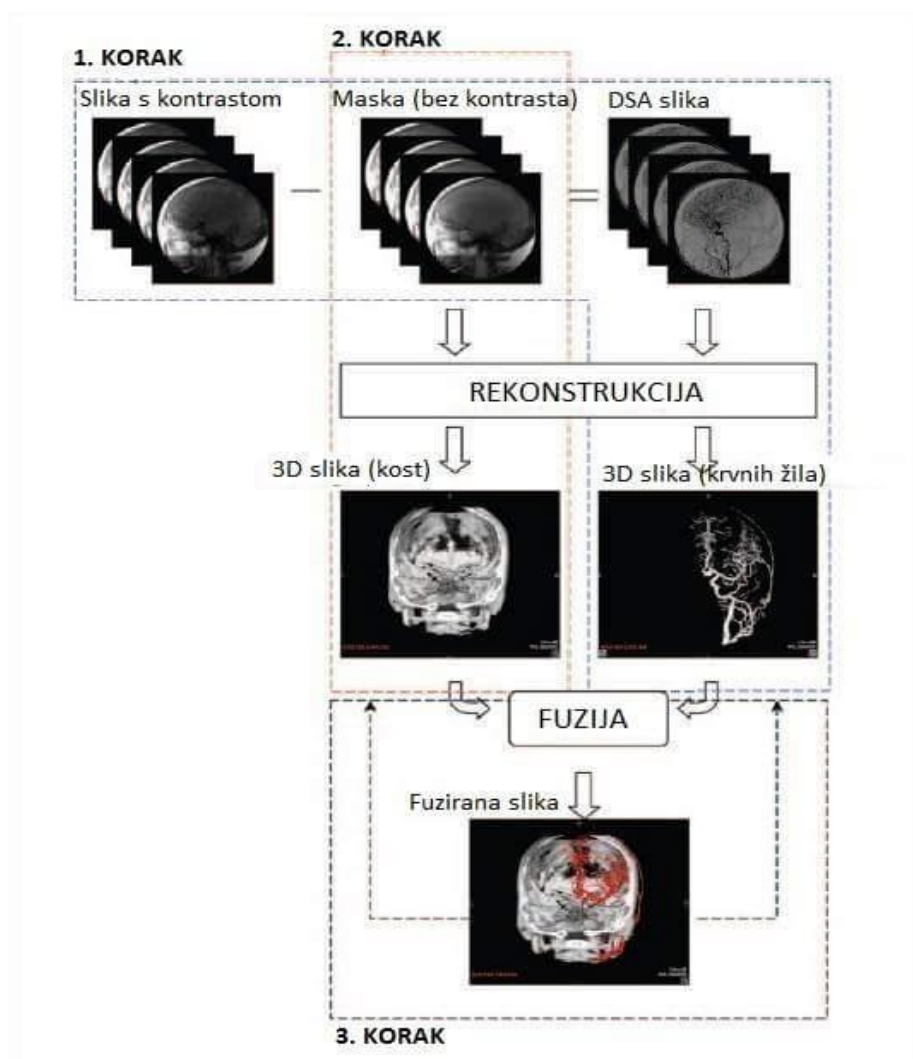 1. KORAK
2. KORAK
Slika s kontrastom
Maska (bez kontrasta)
DSA slika
REKONSTRUKCIJA
3D slika (kost)
3D slika (krvnih žila)
FUZIJA
Fuzirana slika
3. KORAK